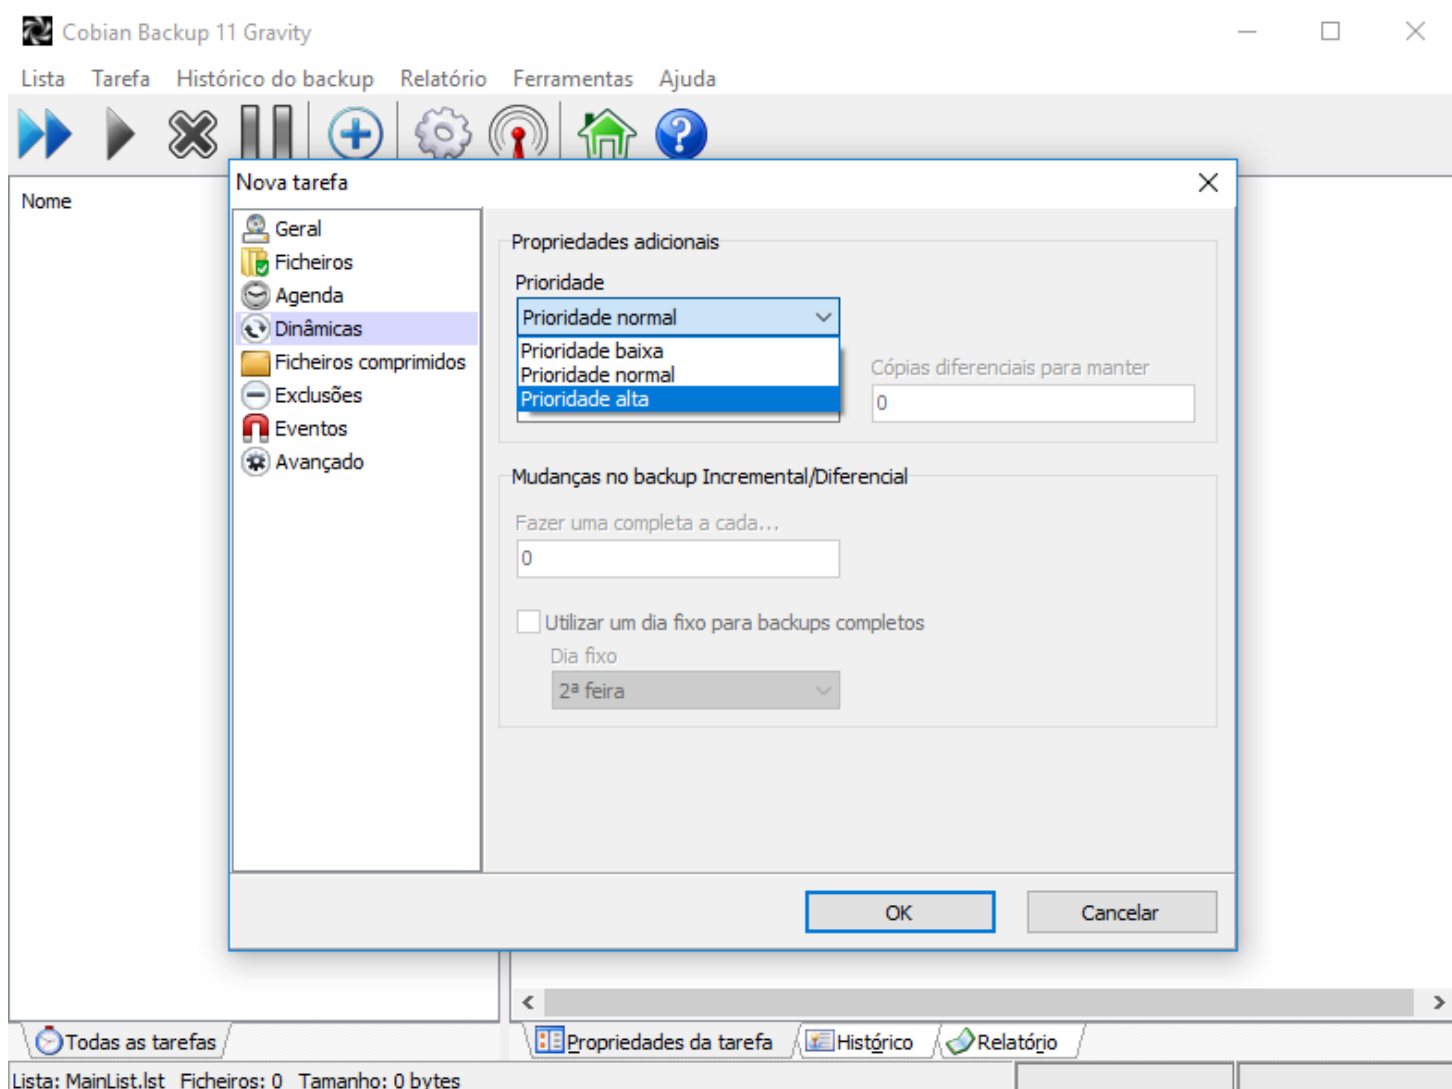 Cobian Backup 11 Gravity
Lista Tarefa Histórico do backup Relatório Ferramentas Ajuda
Nome
Nova tarefa
Geral
Ficheiros
Agenda
Dinâmicas
Ficheiros comprimidos
Exclusões
Eventos
Avançado
Propriedades adicionais
Prioridade
Prioridade normal
Prioridade baixa
Prioridade normal
Prioridade alta
Cópias diferenciais para manter
0
Mudanças no backup Incremental/Diferencial
Fazer uma completa a cada...
0
Utilizar um dia fixo para backups completos
Dia fixo
2ª feira
OK Cancelar
Todas as tarefas Propriedades da tarefa Histórico Relatório
Lista: MainList.lst Ficheiros: 0 Tamanho: 0 bytes